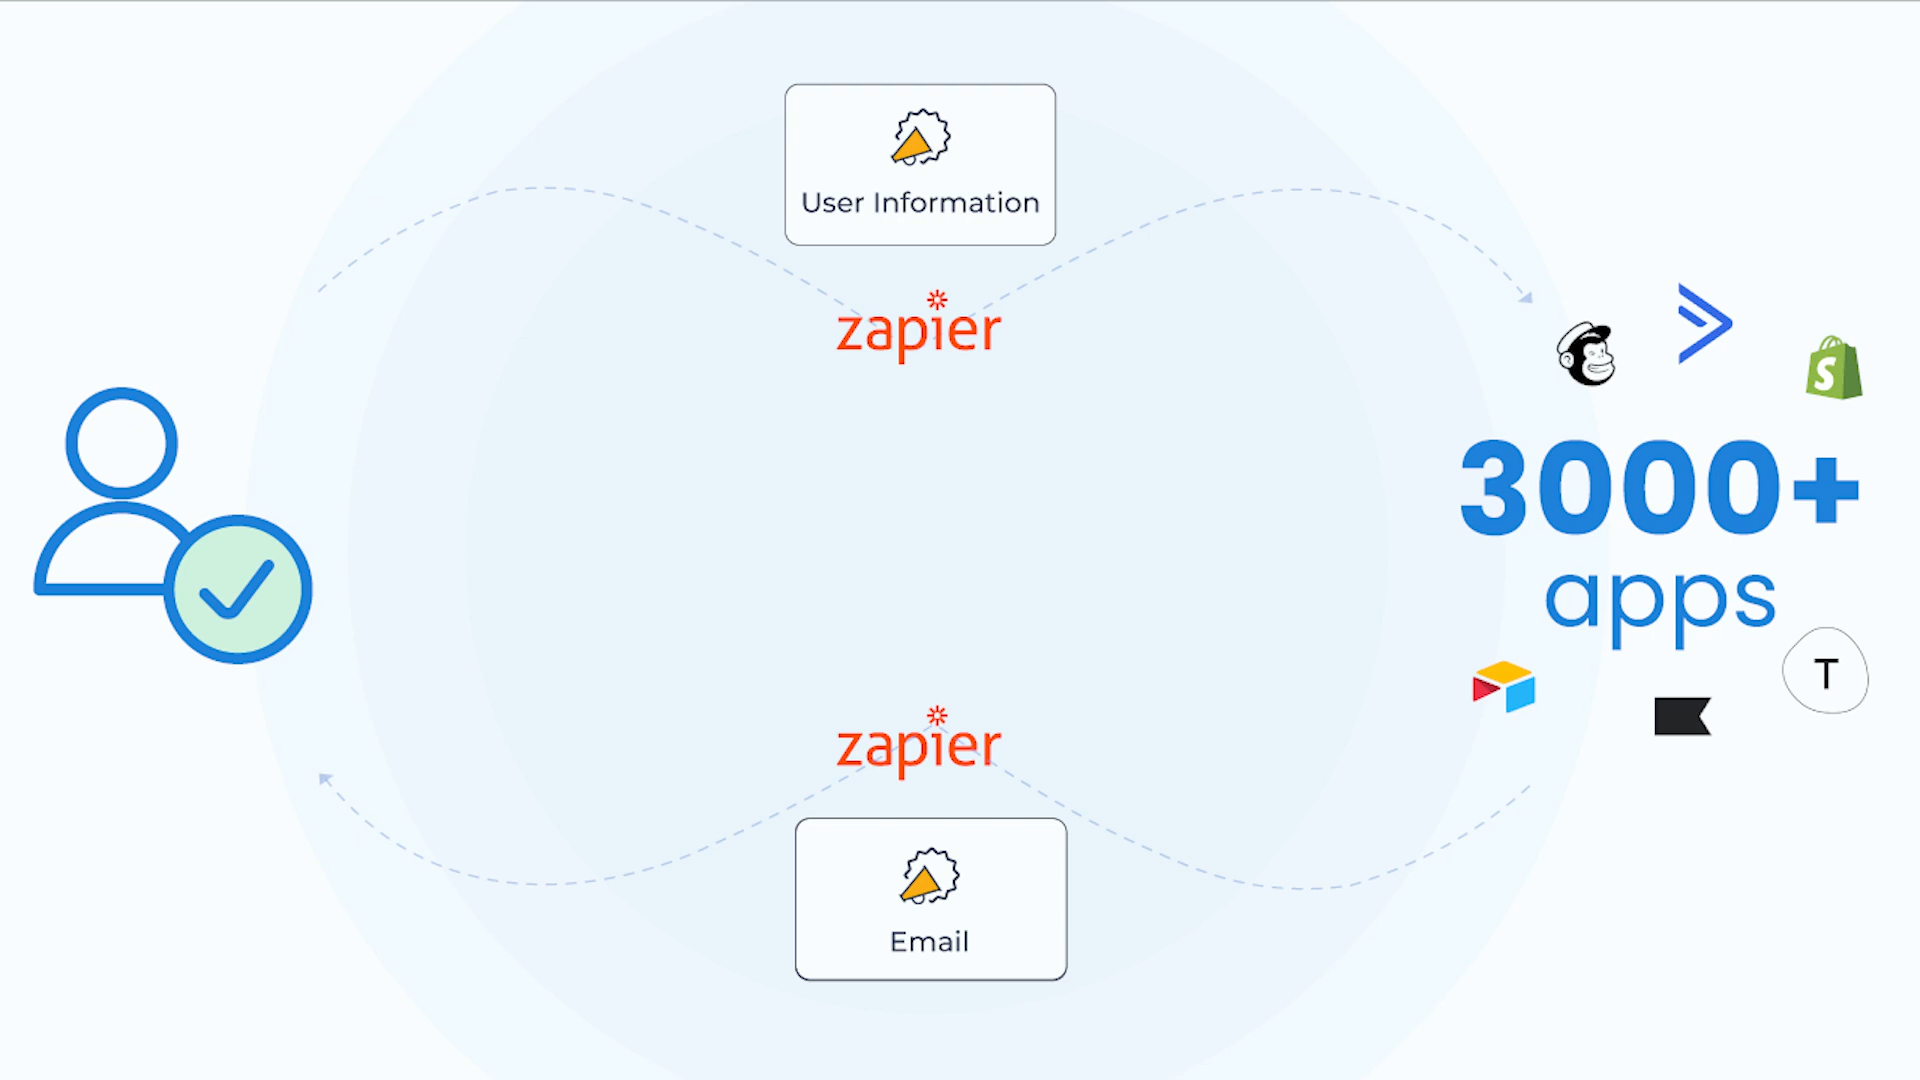 User Information
zapier
S
3000+
apps
T
zapier
Email